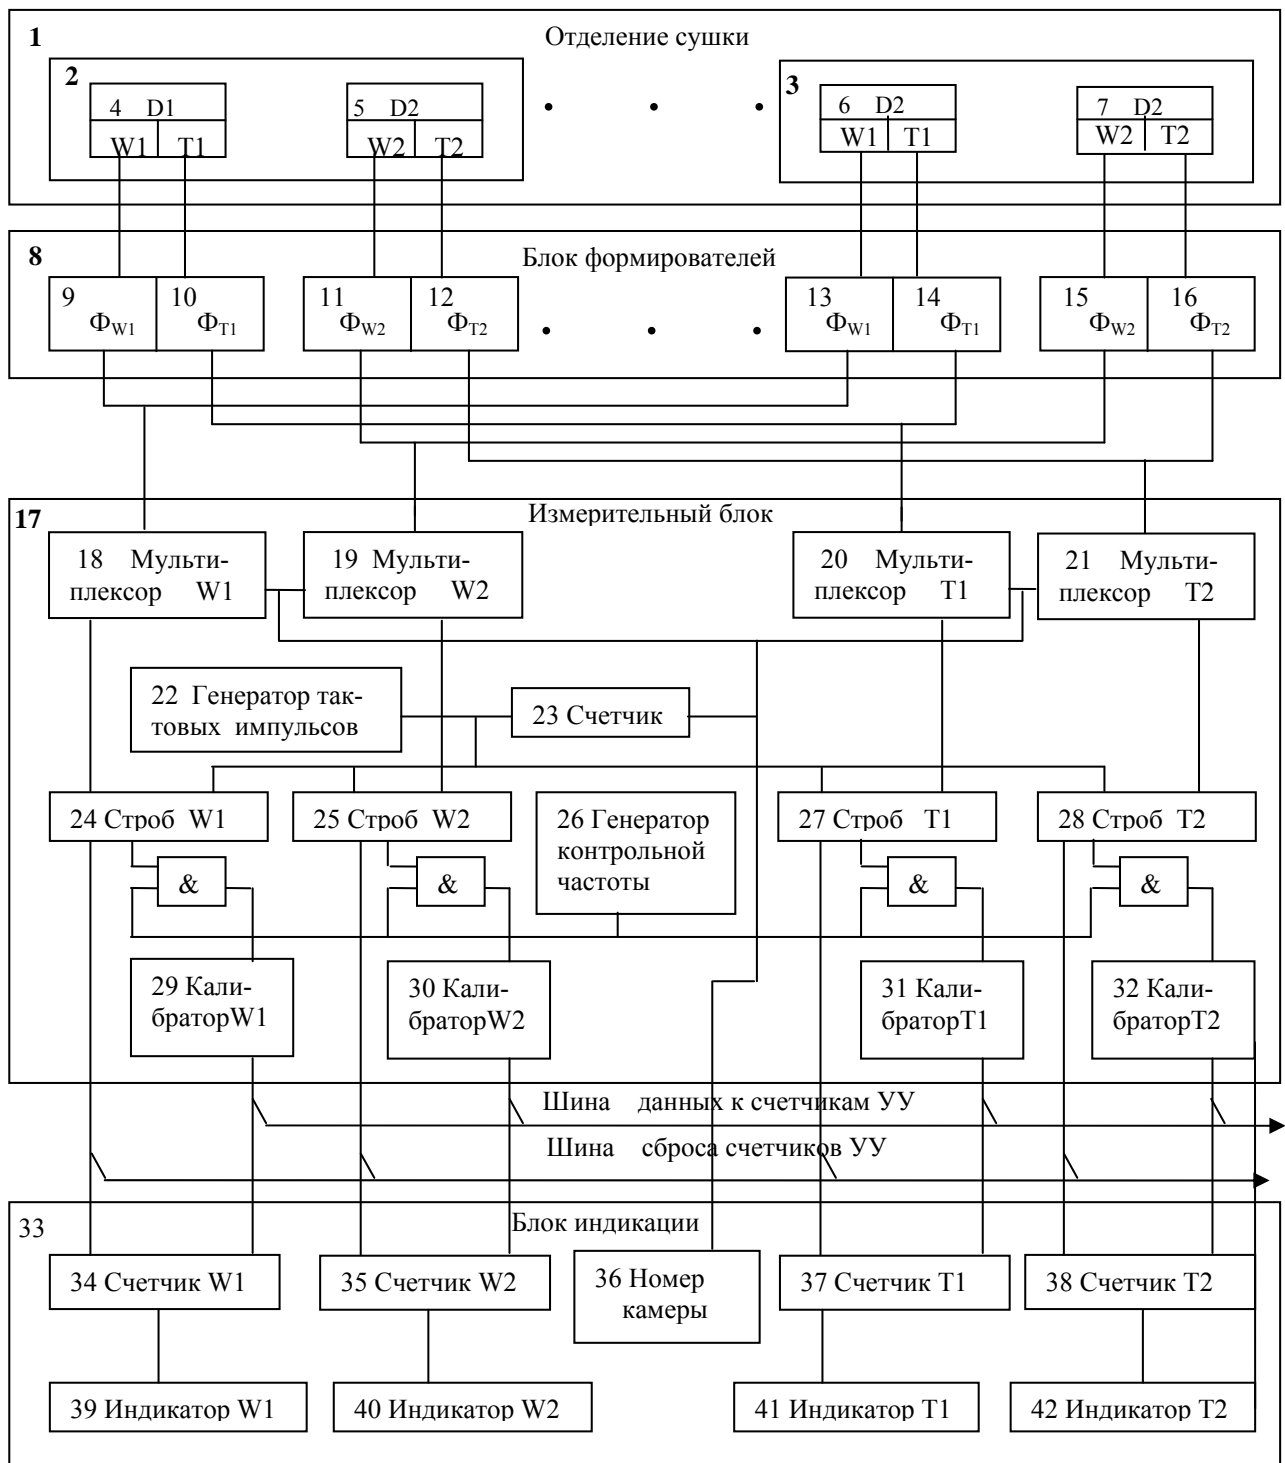 1
Отделение сушки
2
3
4 D1
5 D2
6 D2
7 D2
W1 T1
W2 T2
W1 T1
W2 T2
8
Блок формирователей
9
ФW1
10
ФT1
11
ФW2
12
ФT2
13
ФW1
14
ФT1
15
ФW2
16
ФT2
17
Измерительный блок
18 Мульти-
плексор W1
19 Мульти-
плексор W2
20 Мульти-
плексор T1
21 Мульти-
плексор T2
22 Генератор так-
товых импульсов
23 Счетчик
24 Строб W1
25 Строб W2
26 Генератор
контрольной
частоты
27 Строб T1
28 Строб T2
&
&
&
&
29 Кали-
браторW1
30 Кали-
браторW2
31 Кали-
браторT1
32 Кали-
браторT2
Шина данных к счетчикам УУ
Шина сброса счетчиков УУ
33
Блок индикации
34 Счетчик W1
35 Счетчик W2
36 Номер
камеры
37 Счетчик T1
38 Счетчик T2
39 Индикатор W1
40 Индикатор W2
41 Индикатор T1
42 Индикатор T2